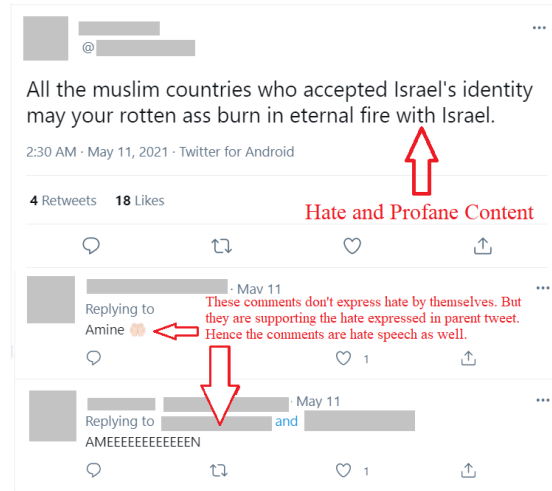 @
All the muslim countries who accepted Israel's identity
may your rotten ass burn in eternal fire with Israel.
2:30 AM · May 11, 2021 · Twitter for Android
4 Retweets 18 Likes
Hate and Profane Content
· May 11
These comments don't express hate by themselves. But
they are supporting the hate expressed in parent tweet.
Hence the comments are hate speech as well.
Replying to
Amine 🤲🏻
1
· May 11
Replying to and
AMEEEEEEEEEEEEN
1